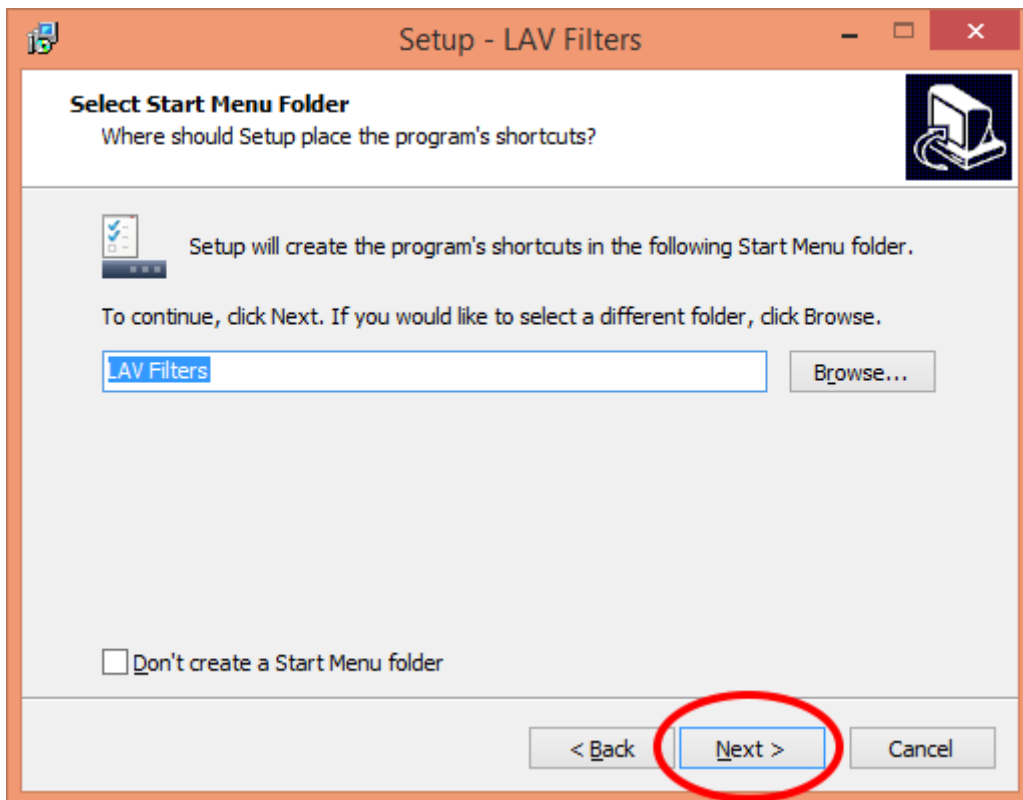 Setup - LAV Filters
Select Start Menu Folder
Where should Setup place the program's shortcuts?
Setup will create the program's shortcuts in the following Start Menu folder.
To continue, click Next. If you would like to select a different folder, click Browse.
LAV Filters
Browse...
Don't create a Start Menu folder
< Back
Next >
Cancel